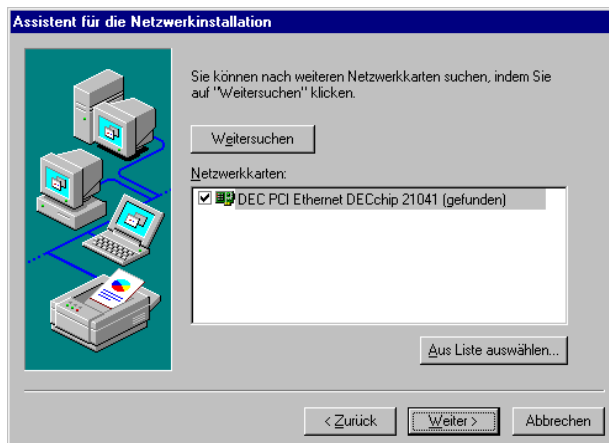 Assistent für die Netzwerkinstallation
Sie können nach weiteren Netzwerkkarten suchen, indem Sie
auf "Weitersuchen" klicken.
Weitersuchen
Netzwerkkarten:
DEC PCI Ethernet DECchip 21041 (gefunden)
Aus Liste auswählen...
< Zurück
Weiter >
Abbrechen